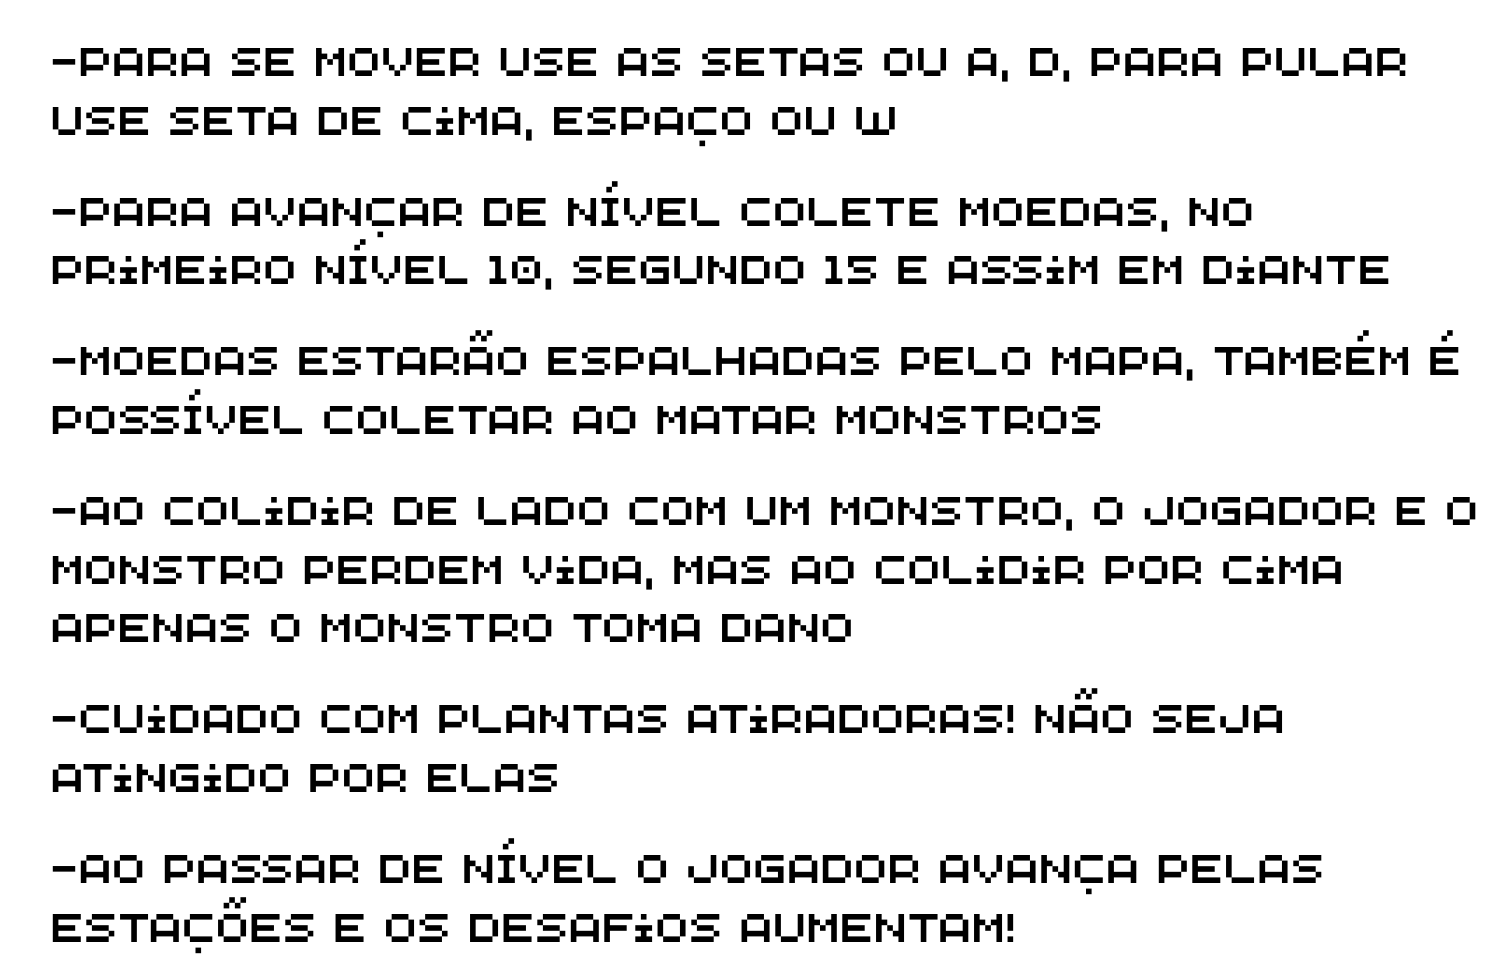 -PARA SE MOVER USE AS SETAS OU A, D, PARA PULAR
USE SETA DE CiMA, ESPAÇO OU W
-PARA AVANÇAR DE NÍVEL COLETE MOEDAS, NO
PRiMEiRO NÍVEL 10, SEGUNDO 15 E ASSiM EM DiANTE
-MOEDAS ESTARÃO ESPALHADAS PELO MAPA, TAMBÉM É
POSSÍVEL COLETAR AO MATAR MONSTROS
-AO COLiDiR DE LADO COM UM MONSTRO, O JOGADOR E O
MONSTRO PERDEM ViDA, MAS AO COLiDiR POR CiMA
APENAS O MONSTRO TOMA DANO
-CUiDADO COM PLANTAS ATiRADORAS! NÃO SEJA
ATiNGiDO POR ELAS
-AO PASSAR DE NÍVEL O JOGADOR AVANÇA PELAS
ESTAÇÕES E OS DESAFiOS AUMENTAM!